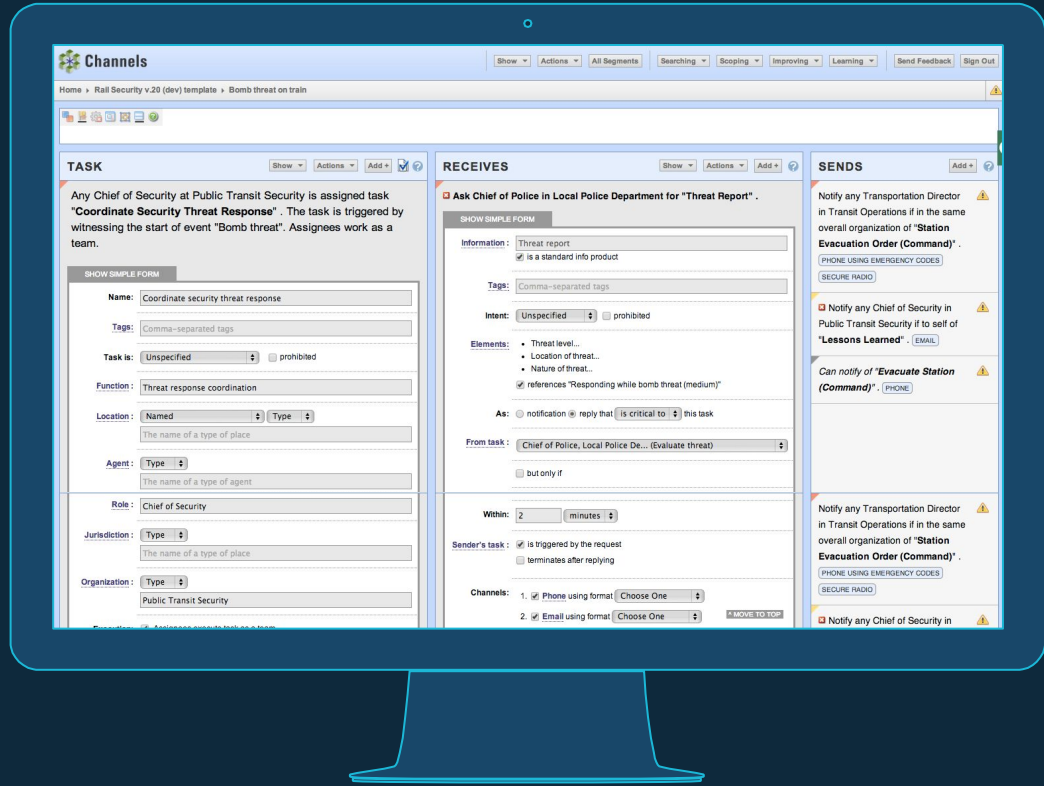 Channels
Show Actions All Segments Searching Scoping Improving Learning Send Feedback Sign Out
Home ▸ Rail Security v.20 (dev) template ▸ Bomb threat on train
TASK
Show Actions Add +
Any Chief of Security at Public Transit Security is assigned task
"Coordinate Security Threat Response" . The task is triggered by
witnessing the start of event "Bomb threat". Assignees work as a
team.
SHOW SIMPLE FORM
Name: Coordinate security threat response
Tags: Comma-separated tags
Task is: Unspecified prohibited
Function : Threat response coordination
Location : Named Type
The name of a type of place
Agent : Type
The name of a type of agent
Role : Chief of Security
Jurisdiction : Type
The name of a type of place
Organization : Type
Public Transit Security
Execution: Assignees execute task as a team
RECEIVES
Show Actions Add +
Ask Chief of Police in Local Police Department for "Threat Report" .
SHOW SIMPLE FORM
Information : Threat report
is a standard info product
Tags: Comma-separated tags
Intent: Unspecified prohibited
Elements: • Threat level...
• Location of threat...
• Nature of threat...
references "Responding while bomb threat (medium)"
As: notification reply that is critical to this task
From task : Chief of Police, Local Police De... (Evaluate threat)
but only if
Within: 2 minutes
Sender's task : is triggered by the request
terminates after replying
Channels: 1. Phone using format Choose One
2. Email using format Choose One
^ MOVE TO TOP
SENDS
Add +
Notify any Transportation Director
in Transit Operations if in the same
overall organization of "Station
Evacuation Order (Command)" .
PHONE USING EMERGENCY CODES
SECURE RADIO
Notify any Chief of Security in
Public Transit Security if to self of
"Lessons Learned" . EMAIL
Can notify of "Evacuate Station
(Command)" . PHONE
Notify any Transportation Director
in Transit Operations if in the same
overall organization of "Station
Evacuation Order (Command)" .
PHONE USING EMERGENCY CODES
SECURE RADIO
Notify any Chief of Security in